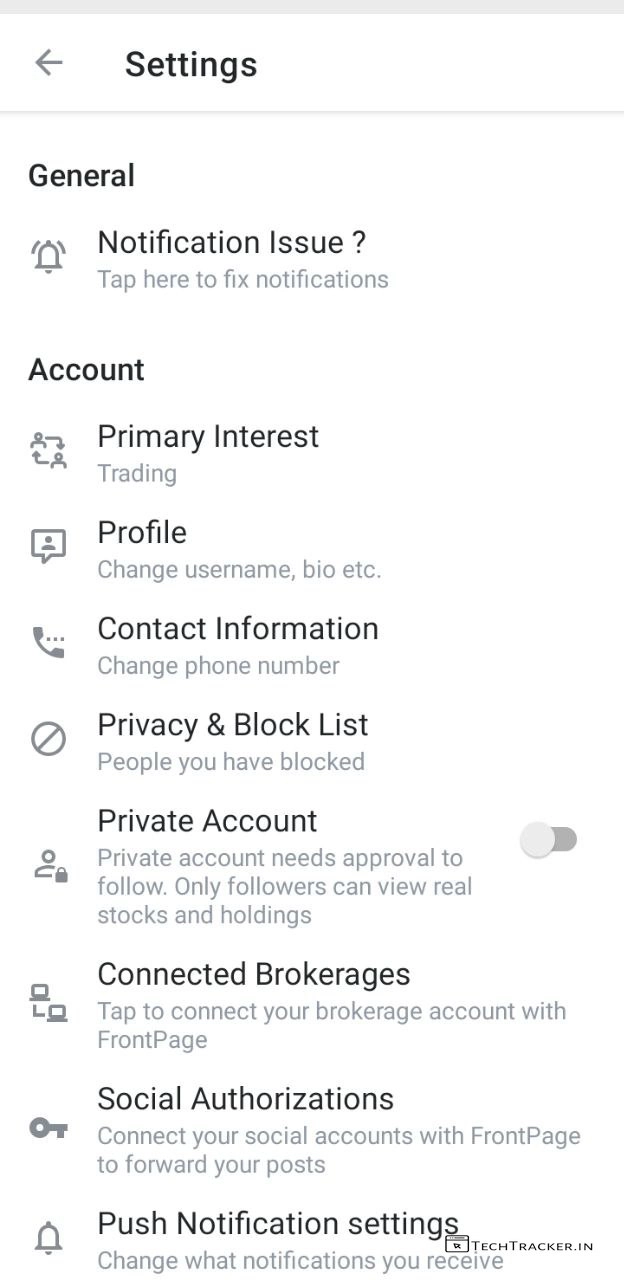 Settings
General
Notification Issue ?
Tap here to fix notifications
Account
Primary Interest
Trading
Profile
Change username, bio etc.
Contact Information
Change phone number
Privacy & Block List
People you have blocked
Private Account
Private account needs approval to
follow. Only followers can view real
stocks and holdings
Connected Brokerages
Tap to connect your brokerage account with
FrontPage
Social Authorizations
Connect your social accounts with FrontPage
to forward your posts
Push Notification settings
TECHTRACKER.IN
Change what notifications you receive